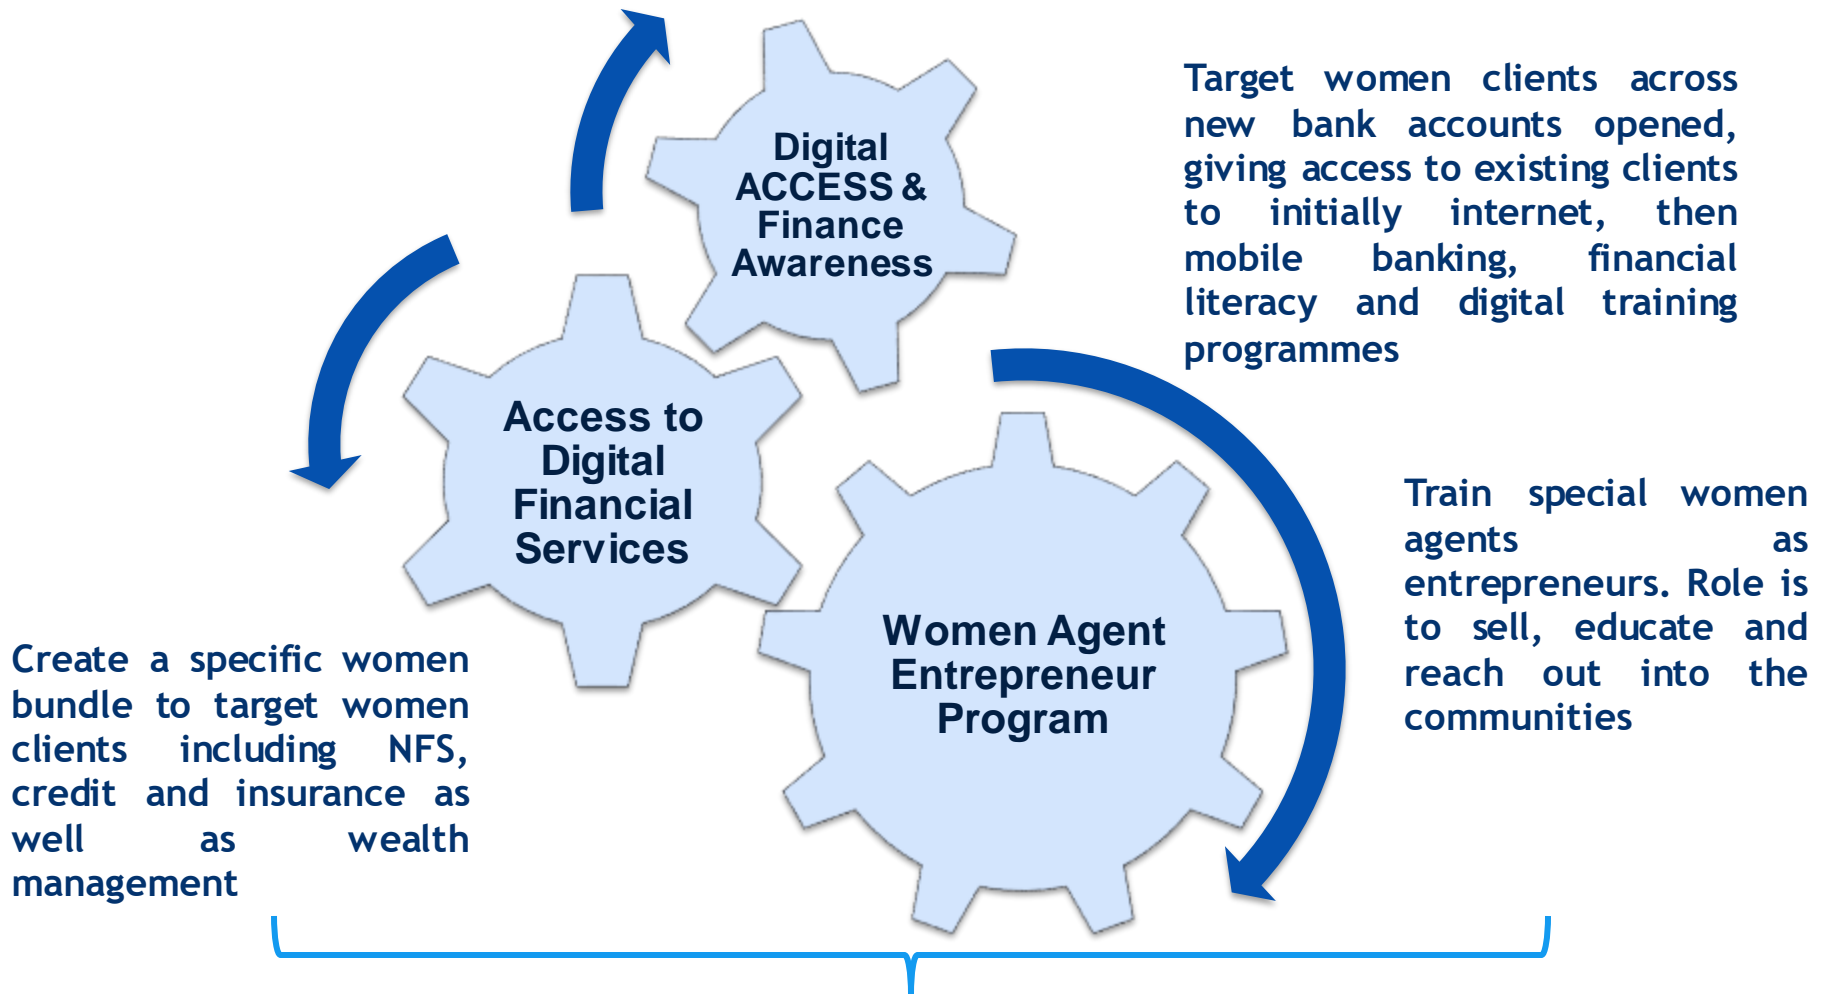 Digital
ACCESS &
Finance
Awareness
Target women clients across
new bank accounts opened,
giving access to existing clients
to initially internet, then
mobile banking, financial
literacy and digital training
programmes
Access to
Digital
Financial
Services
Train special women
agents as
entrepreneurs. Role is
to sell, educate and
reach out into the
communities
Women Agent
Entrepreneur
Program
Create a specific women
bundle to target women
clients including NFS,
credit and insurance as
well as wealth
management